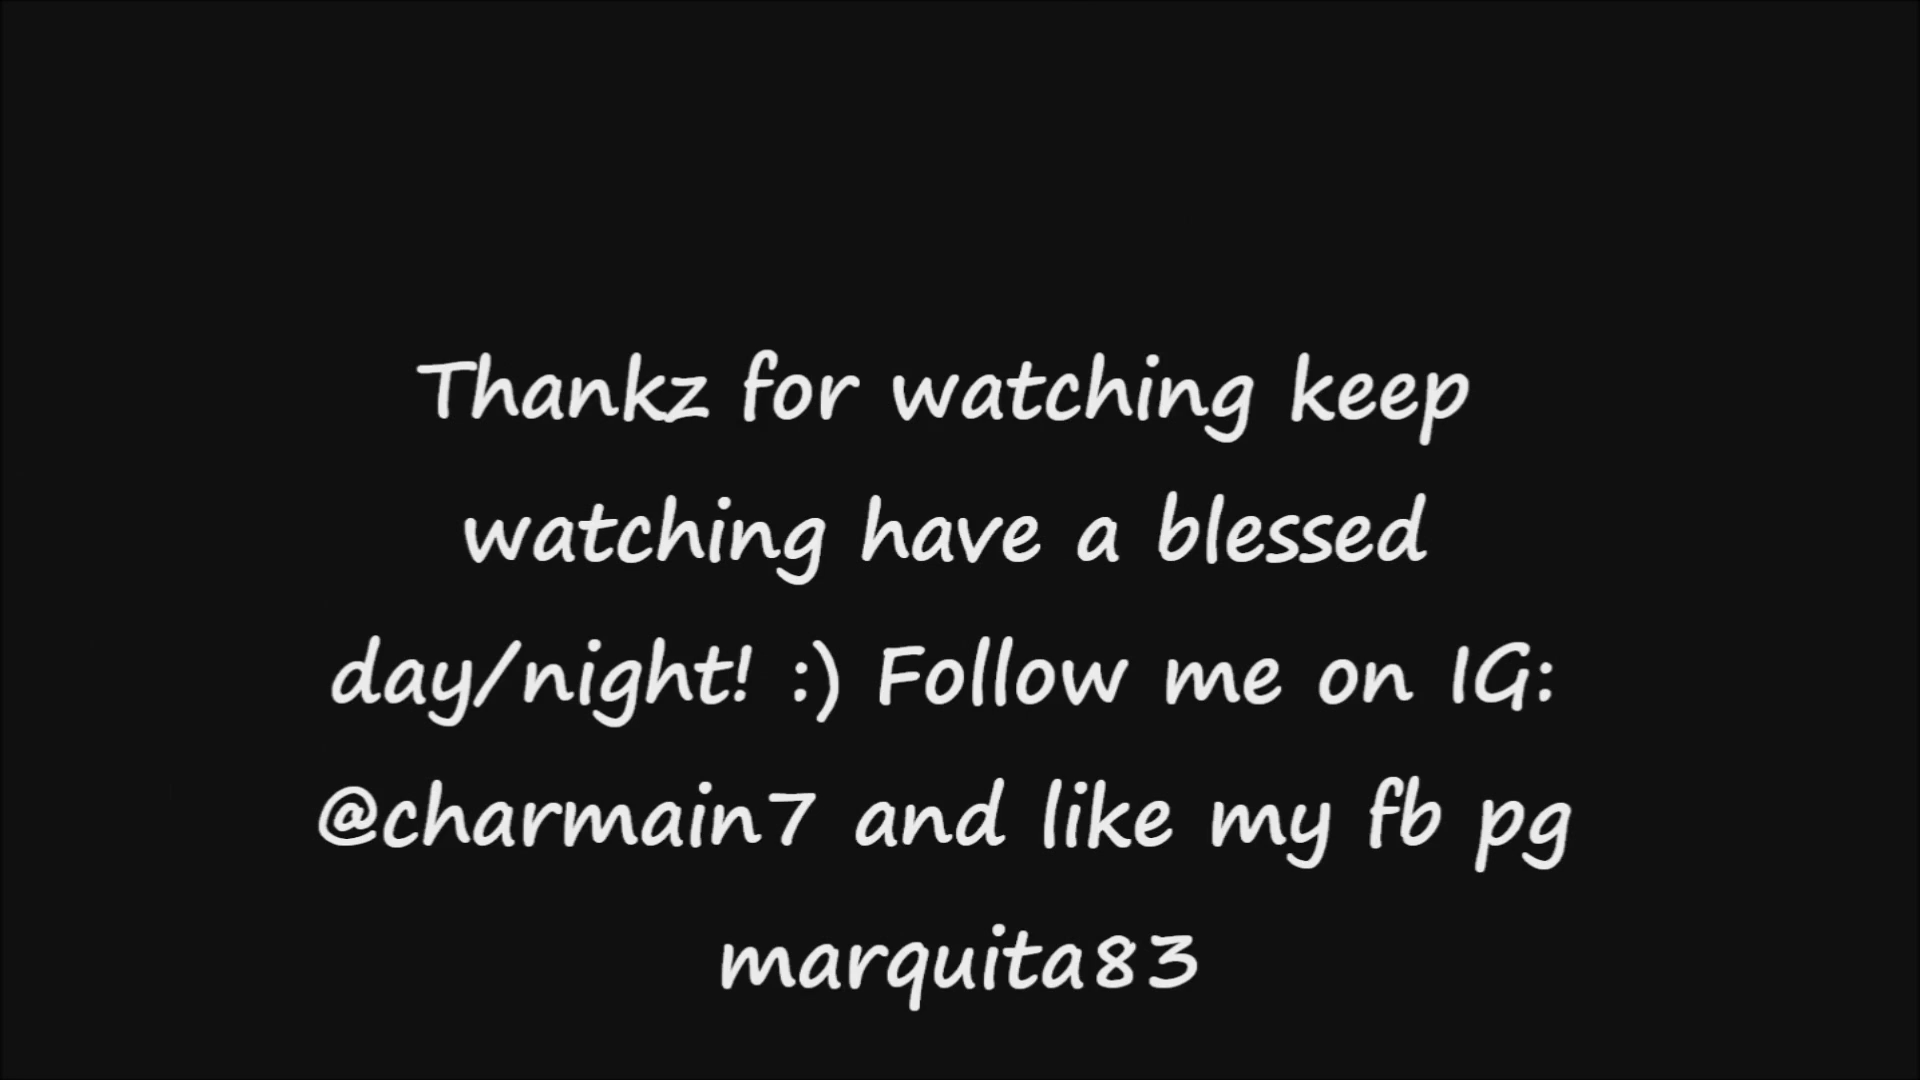 Thankz for watching keep
watching have a blessed
day/night! :) Follow me on IG:
@charmain7 and like my fb pg
marquita83